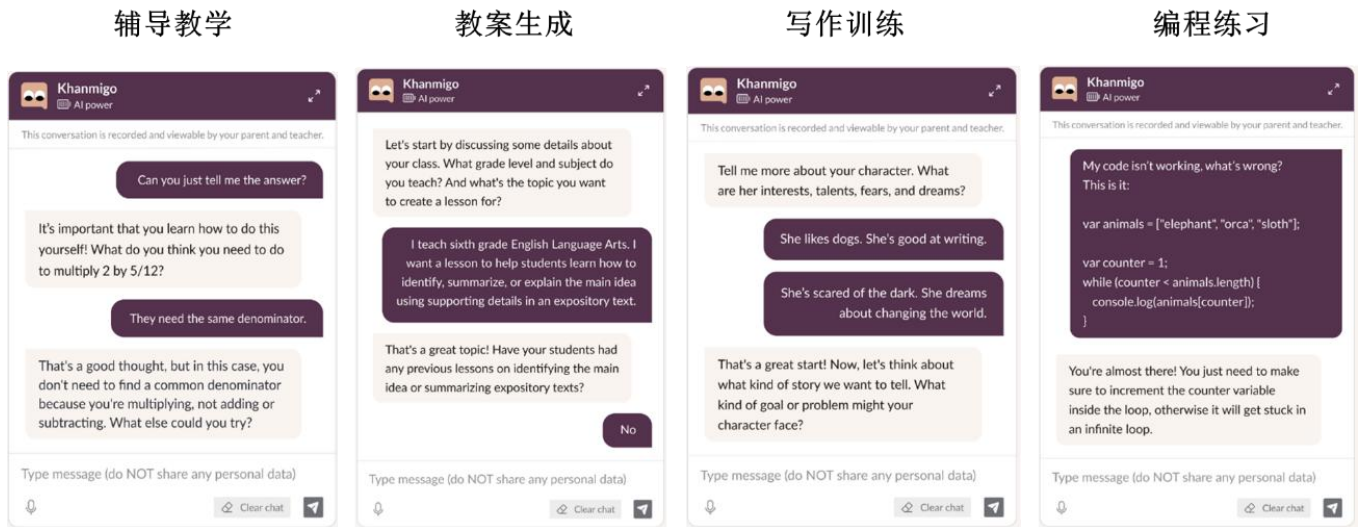 辅导教学
教案生成
写作训练
编程练习
Khanmigo
AI power
This conversation is recorded and viewable by your parent and teacher.
Can you just tell me the answer?
It's important that you learn how to do this
yourself! What do you think you need to do
to multiply 2 by 5/12?
They need the same denominator.
That's a good thought, but in this case, you
don't need to find a common denominator
because you're multiplying, not adding or
subtracting. What else could you try?
Type message (do NOT share any personal data)
Clear chat
Khanmigo
AI power
Let's start by discussing some details about
your class. What grade level and subject do
you teach? And what's the topic you want
to create a lesson for?
I teach sixth grade English Language Arts. I
want a lesson to help students learn how to
identify, summarize, or explain the main idea
using supporting details in an expository text.
That's a great topic! Have your students had
any previous lessons on identifying the main
idea or summarizing expository texts?
No
Type message (do NOT share any personal data)
Clear chat
Khanmigo
AI power
This conversation is recorded and viewable by your parent and teacher.
Tell me more about your character. What
are her interests, talents, fears, and dreams?
She likes dogs. She's good at writing.
She's scared of the dark. She dreams
about changing the world.
That's a great start! Now, let's think about
what kind of story we want to tell. What
kind of goal or problem might your
character face?
Type message (do NOT share any personal data)
Clear chat
Khanmigo
AI power
This conversation is recorded and viewable by your parent and teacher.
My code isn't working, what's wrong?
This is it:
var animals = ["elephant", "orca", "sloth"];
var counter = 1;
while (counter < animals.length) {
console.log(animals[counter]);
}
You're almost there! You just need to make
sure to increment the counter variable
inside the loop, otherwise it will get stuck in
an infinite loop.
Type message (do NOT share any personal data)
Clear chat